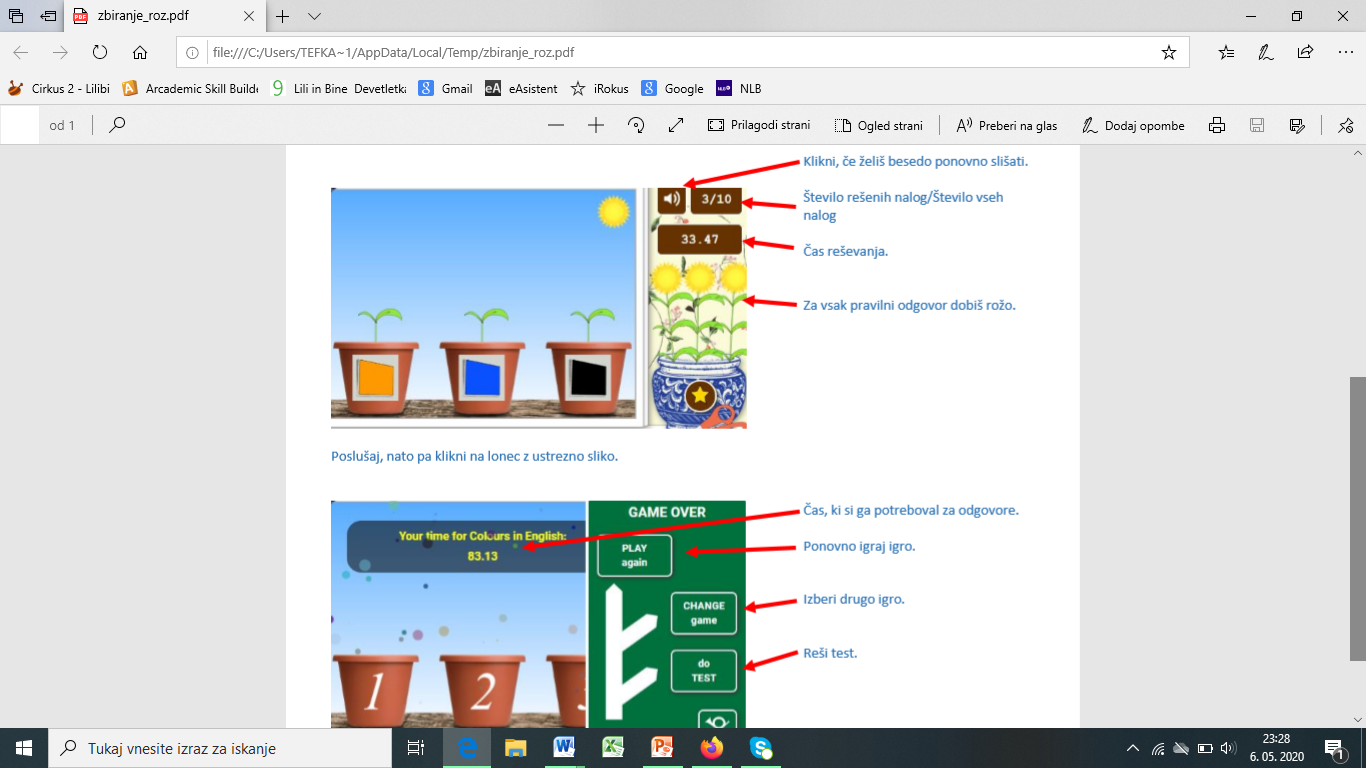 zbiranje_roz.pdf
file:///C:/Users/TEFKA~1/AppData/Local/Temp/zbiranje_roz.pdf
Cirkus 2 - Lilibi
Arcademic Skill Builde
Lili in Bine Devetletka
Gmail
eAsistent
iRokus
Google
NLB
od 1
Prilagodi strani
Ogled strani
Preberi na glas
Dodaj opombe
Klikni, če želiš besedo ponovno slišati.
3/10
Število rešenih nalog/Število vseh
nalog
33.47
Čas reševanja.
Za vsak pravilni odgovor dobiš rožo.
Poslušaj, nato pa klikni na lonec z ustrezno sliko.
Your time for Colours in English:
83.13
GAME OVER
Čas, ki si ga potreboval za odgovore.
PLAY
again
Ponovno igraj igro.
CHANGE
game
Izberi drugo igro.
do
TEST
Reši test.
1
2
Tukaj vnesite izraz za iskanje
23:28
6. 05. 2020
1